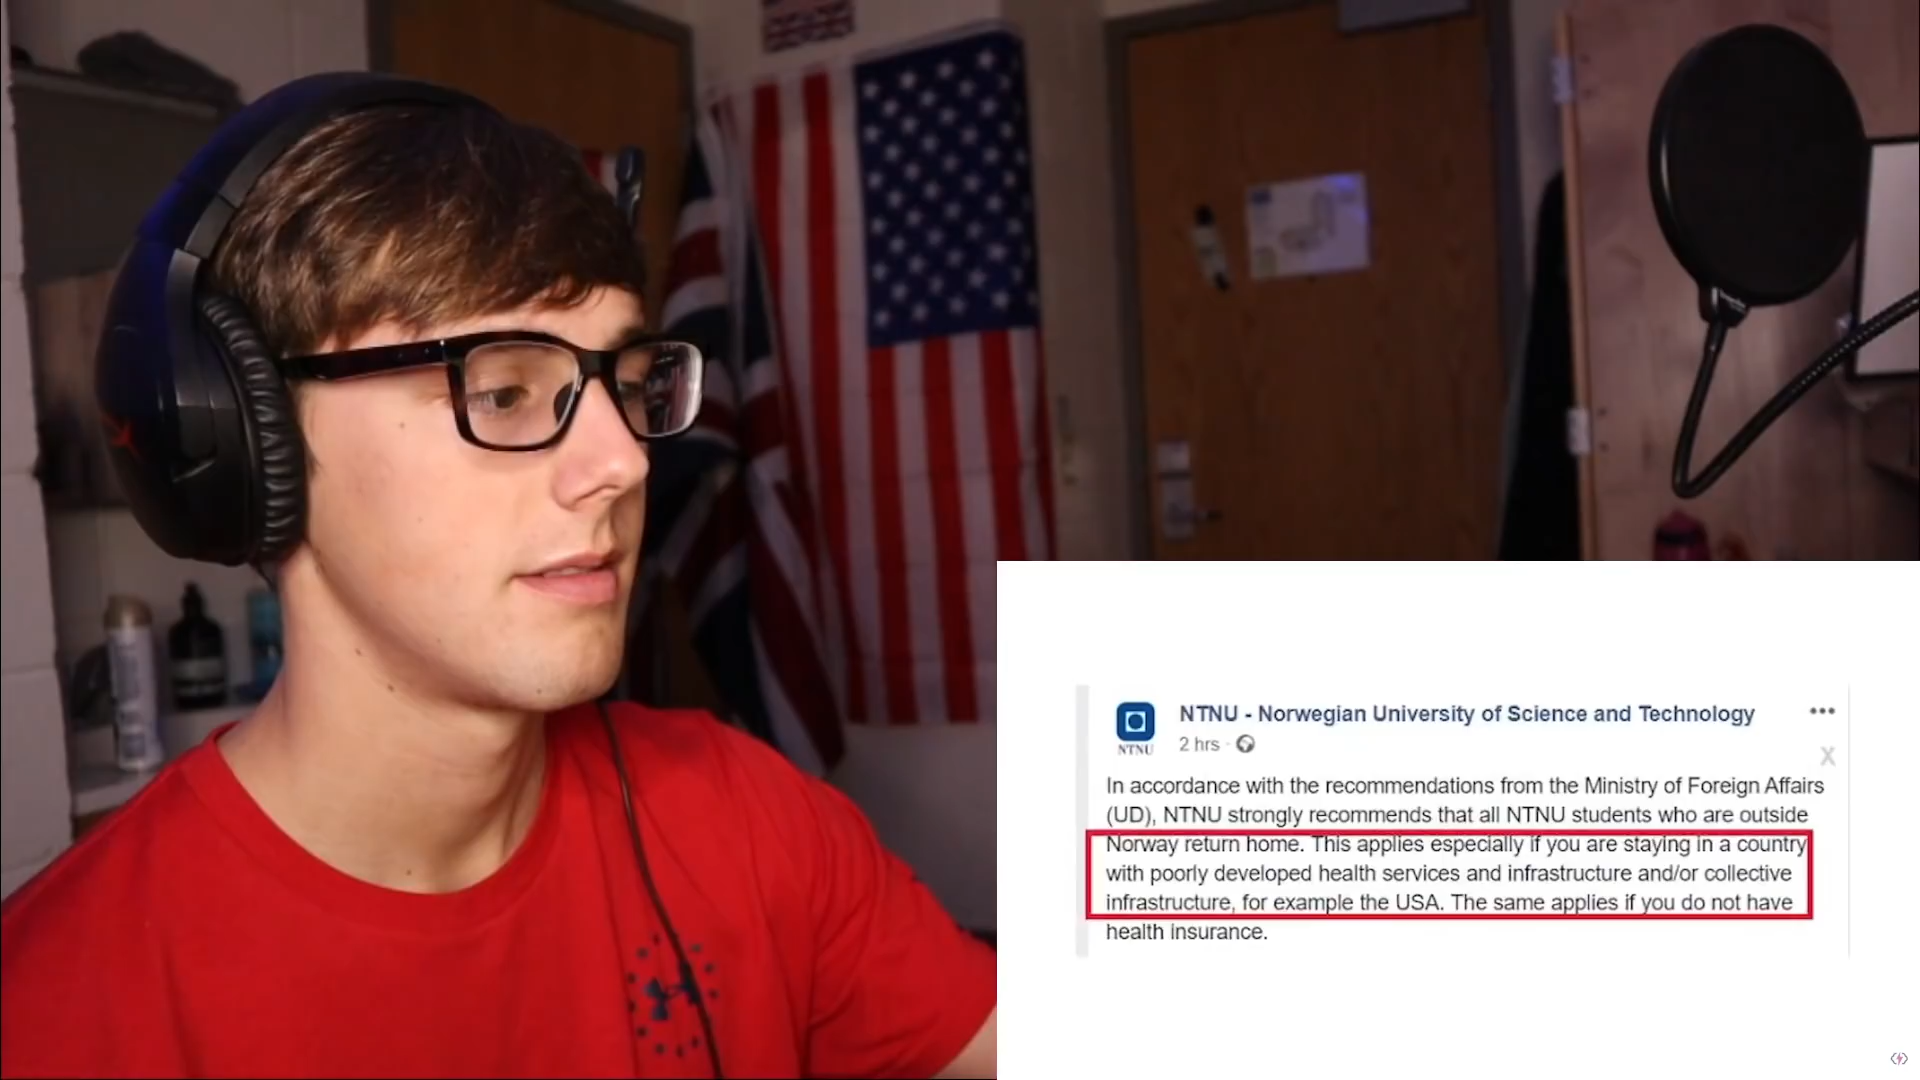 NTNU - Norwegian University of Science and Technology
NTNU
2 hrs
X
In accordance with the recommendations from the Ministry of Foreign Affairs
(UD), NTNU strongly recommends that all NTNU students who are outside
Norway return home. This applies especially if you are staying in a country
with poorly developed health services and infrastructure and/or collective
infrastructure, for example the USA. The same applies if you do not have
health insurance.